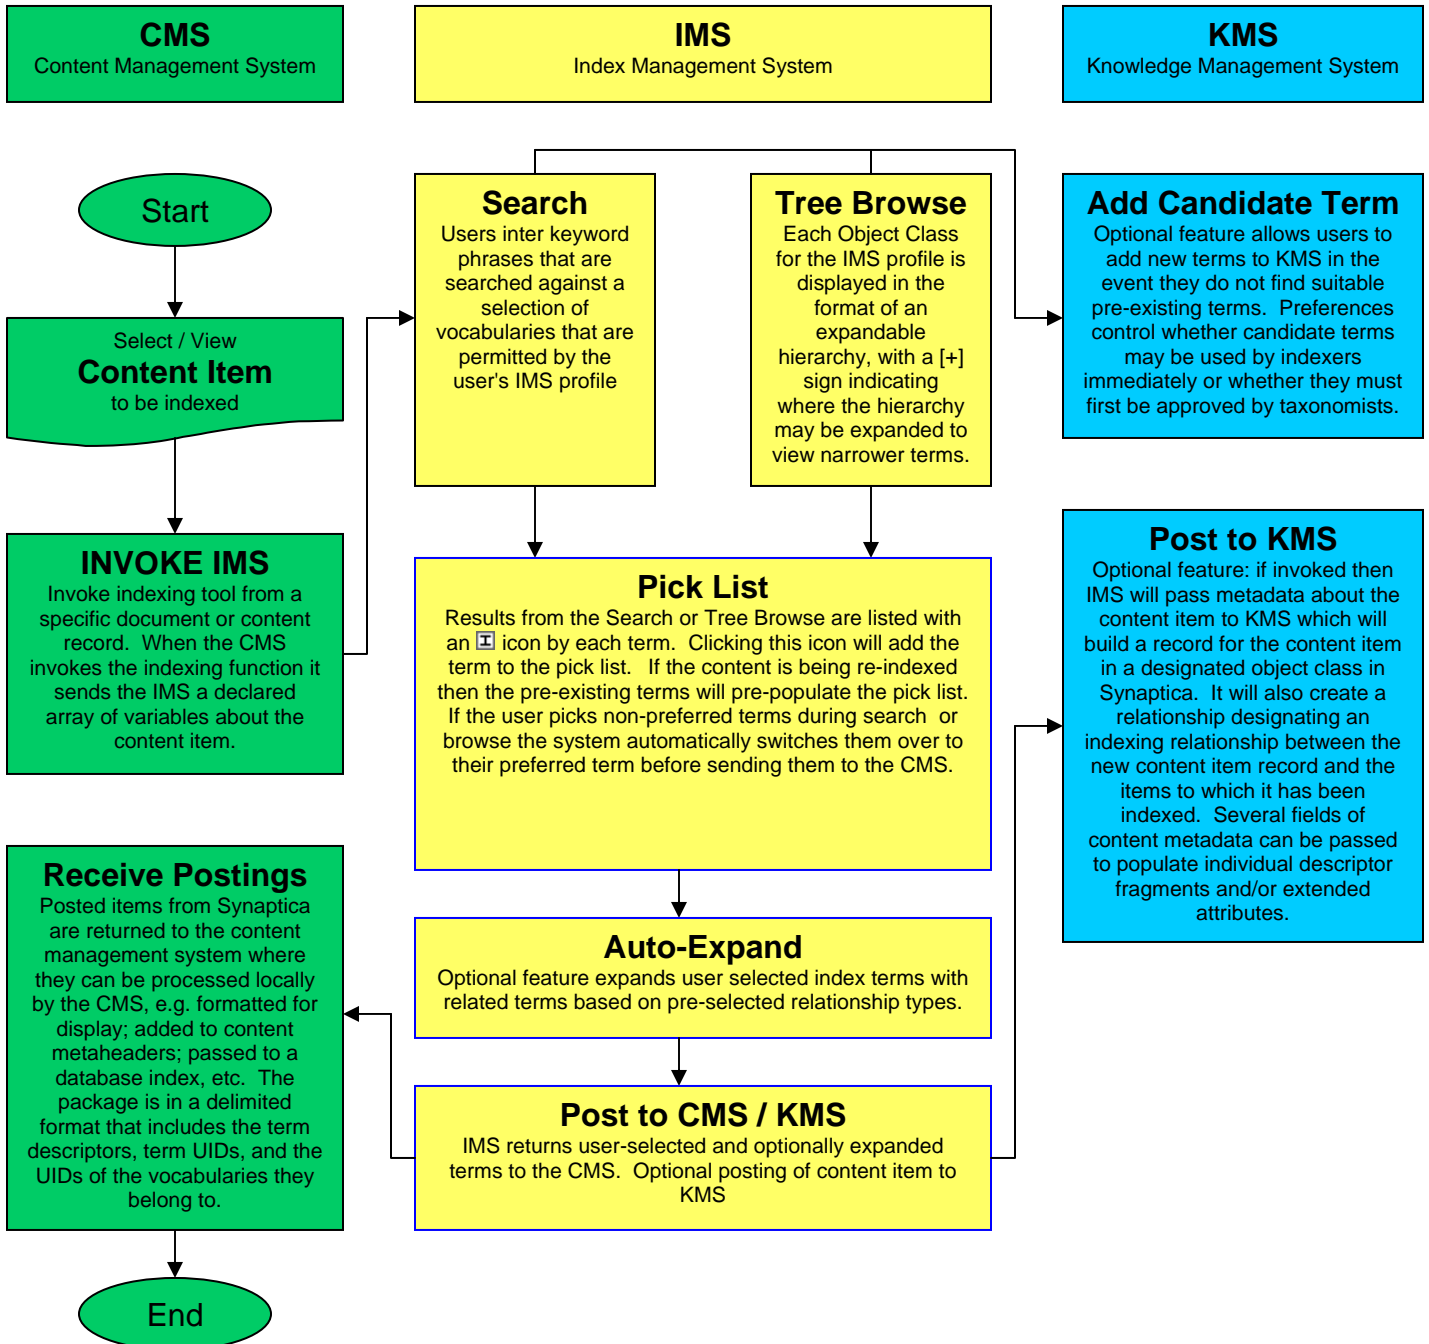 CMS
Content Management System
IMS
Index Management System
KMS
Knowledge Management System
Start
Select / View
Content Item
to be indexed
INVOKE IMS
Invoke indexing tool from a
specific document or content
record.  When the CMS
invokes the indexing function it
sends the IMS a declared
array of variables about the
content item.
Search
Users inter keyword
phrases that are
searched against a
selection of
vocabularies that are
permitted by the
user's IMS profile
Tree Browse
Each Object Class
for the IMS profile is
displayed in the
format of an
expandable
hierarchy, with a [+]
sign indicating
where the hierarchy
may be expanded to
view narrower terms.
Add Candidate Term
Optional feature allows users to
add new terms to KMS in the
event they do not find suitable
pre-existing terms.  Preferences
control whether candidate terms
may be used by indexers
immediately or whether they must
first be approved by taxonomists.
Pick List
Results from the Search or Tree Browse are listed with
an I icon by each term.  Clicking this icon will add the
term to the pick list.  If the content is being re-indexed
then the pre-existing terms will pre-populate the pick list.
If the user picks non-preferred terms during search  or
browse the system automatically switches them over to
their preferred term before sending them to the CMS.
Auto-Expand
Optional feature expands user selected index terms with
related terms based on pre-selected relationship types.
Post to CMS / KMS
IMS returns user-selected and optionally expanded
terms to the CMS.  Optional posting of content item to
KMS
Post to KMS
Optional feature: if invoked then
IMS will pass metadata about the
content item to KMS which will
build a record for the content item
in a designated object class in
Synaptica.  It will also create a
relationship designating an
indexing relationship between the
new content item record and the
items to which it has been
indexed.  Several fields of
content metadata can be passed
to populate individual descriptor
fragments and/or extended
attributes.
Receive Postings
Posted items from Synaptica
are returned to the content
management system where
they can be processed locally
by the CMS, e.g. formatted for
display; added to content
metaheaders; passed to a
database index, etc.  The
package is in a delimited
format that includes the term
descriptors, term UIDs, and the
UIDs of the vocabularies they
belong to.
End